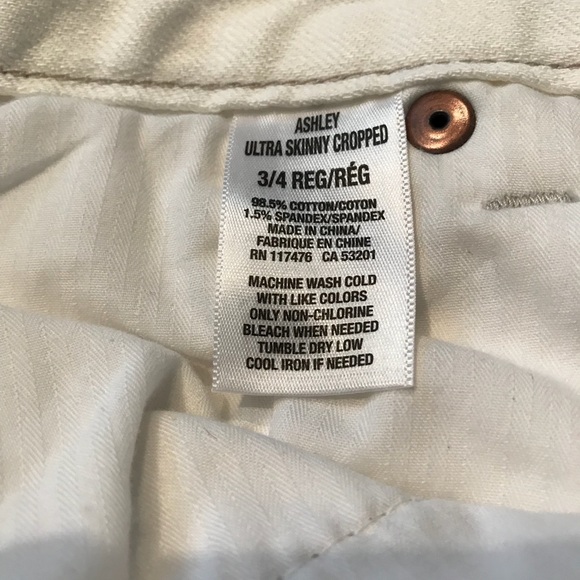 ASHLEY
ULTRA SKINNY CROPPED
3/4 REG/RÉG
98.5% COTTON/COTON
1.5% SPANDEX/SPANDEX
MADE IN CHINA/
FABRIQUE EN CHINE
RN 117476 CA 53201
MACHINE WASH COLD
WITH LIKE COLORS
ONLY NON-CHLORINE
BLEACH WHEN NEEDED
TUMBLE DRY LOW
COOL IRON IF NEEDED